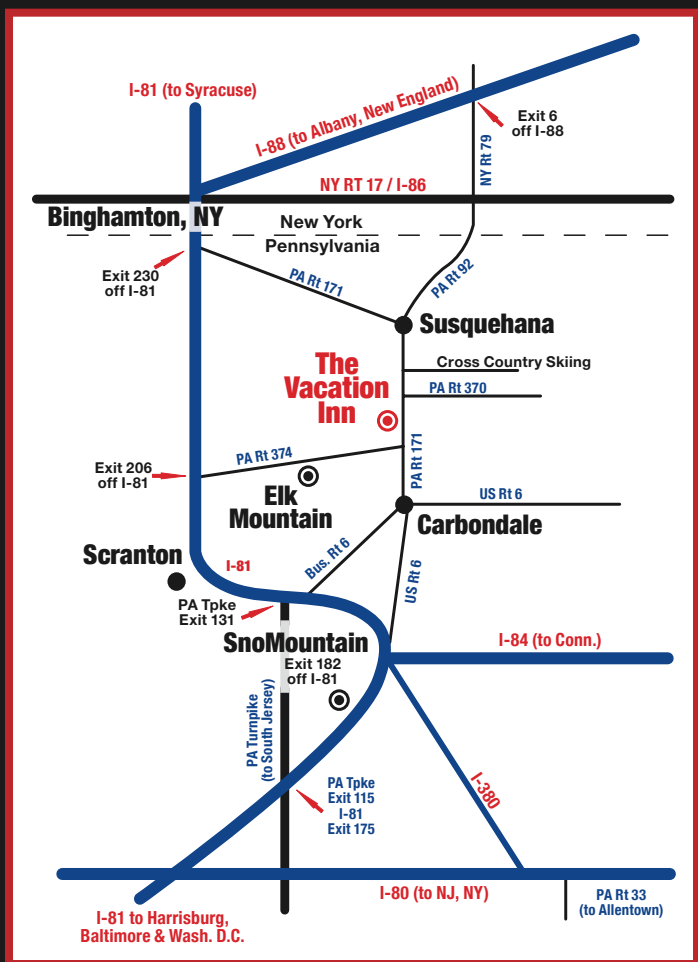 I-81 (to Syracuse)
I-88 (to Albany, New England)
Exit 6
off I-88
NY Rt 79
NY RT 17 / I-86
Binghamton, NY
New York
Pennsylvania
Exit 230
off I-81
PA Rt 171
PA Rt 92
Susquehana
Cross Country Skiing
The
Vacation
Inn
PA Rt 370
PA Rt 171
PA Rt 374
Exit 206
off I-81
Elk
Mountain
US Rt 6
Carbondale
Scranton
I-81
Bus. Rt 6
US Rt 6
PA Tpke
Exit 131
SnoMountain
Exit 182
off I-81
I-84 (to Conn.)
PA Turnpike
(to South Jersey)
PA Tpke
Exit 115
I-81
Exit 175
I-380
I-80 (to NJ, NY)
PA Rt 33
(to Allentown)
I-81 to Harrisburg,
Baltimore & Wash. D.C.